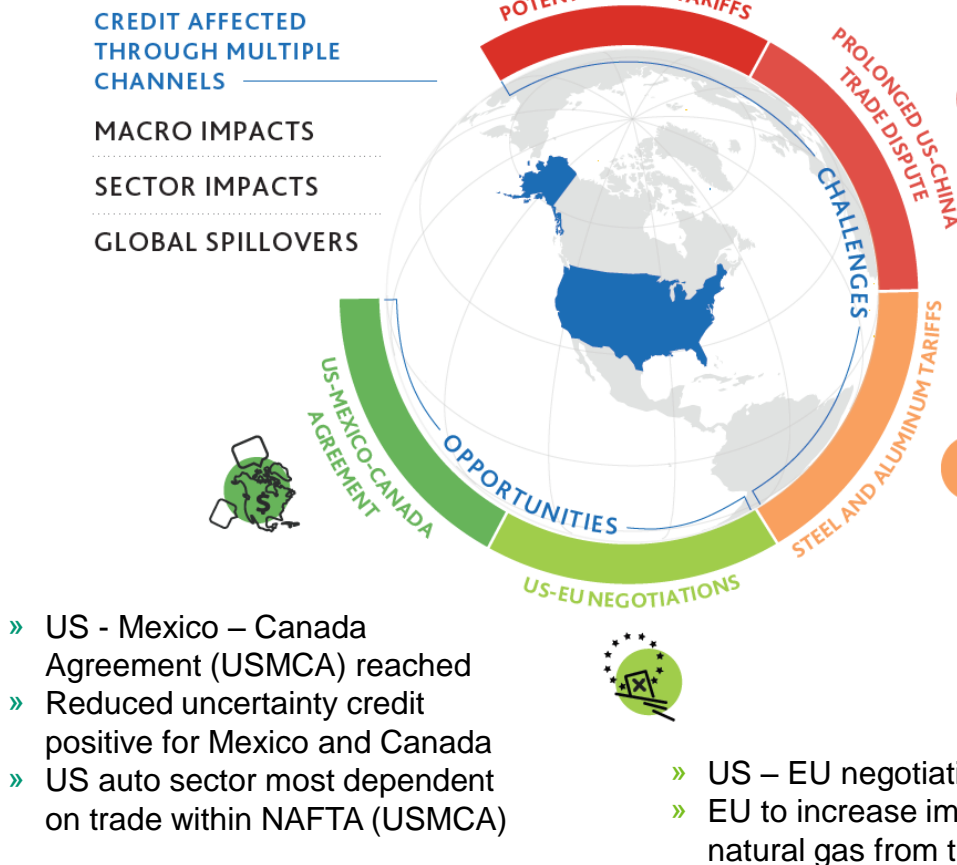 CREDIT AFFECTED
THROUGH MULTIPLE
CHANNELS
MACRO IMPACTS
SECTOR IMPACTS
GLOBAL SPILLOVERS
PROLONGED US-CHINA
TRADE DISPUTE
CHALLENGES
STEEL AND ALUMINUM TARIFFS
US-MEXICO-CANADA
AGREEMENT
$
OPPORTUNITIES
US-EU NEGOTIATIONS
» US - Mexico – Canada
Agreement (USMCA) reached
» Reduced uncertainty credit
positive for Mexico and Canada
» US auto sector most dependent
on trade within NAFTA (USMCA)
» US – EU
» EU to increase
natural gas from